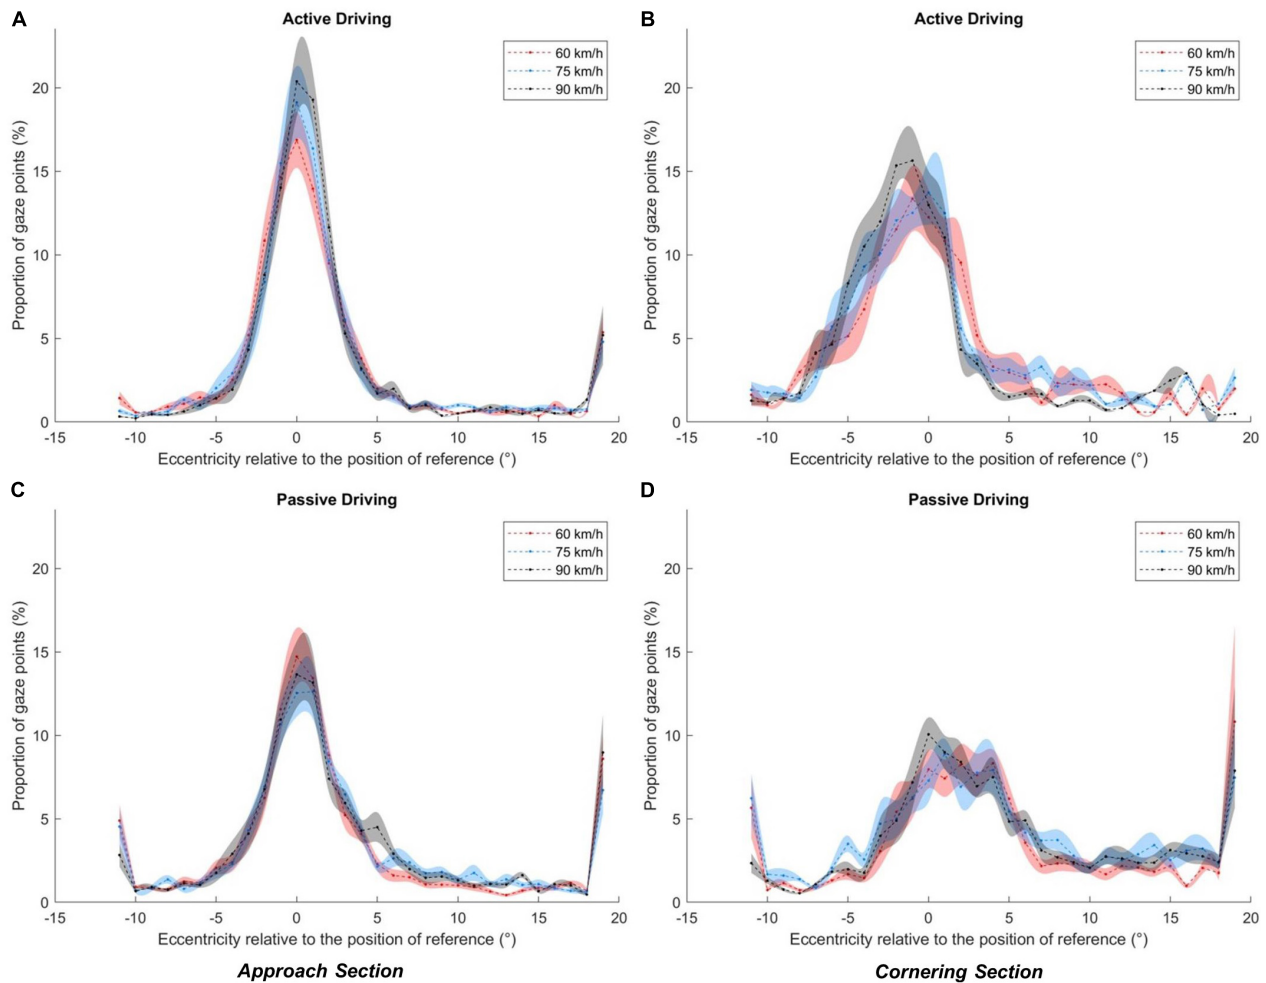 A
Active Driving
60 km/h
75 km/h
90 km/h
Proportion of gaze points (%)
20
15
10
5
0
-15 -10 -5 0 5 10 15 20
Eccentricity relative to the position of reference (°)
B
Active Driving
60 km/h
75 km/h
90 km/h
Proportion of gaze points (%)
20
15
10
5
0
-15 -10 -5 0 5 10 15 20
Eccentricity relative to the position of reference (°)
C
Passive Driving
60 km/h
75 km/h
90 km/h
Proportion of gaze points (%)
20
15
10
5
0
-15 -10 -5 0 5 10 15 20
Eccentricity relative to the position of reference (°)
Approach Section
D
Passive Driving
60 km/h
75 km/h
90 km/h
Proportion of gaze points (%)
20
15
10
5
0
-15 -10 -5 0 5 10 15 20
Eccentricity relative to the position of reference (°)
Cornering Section